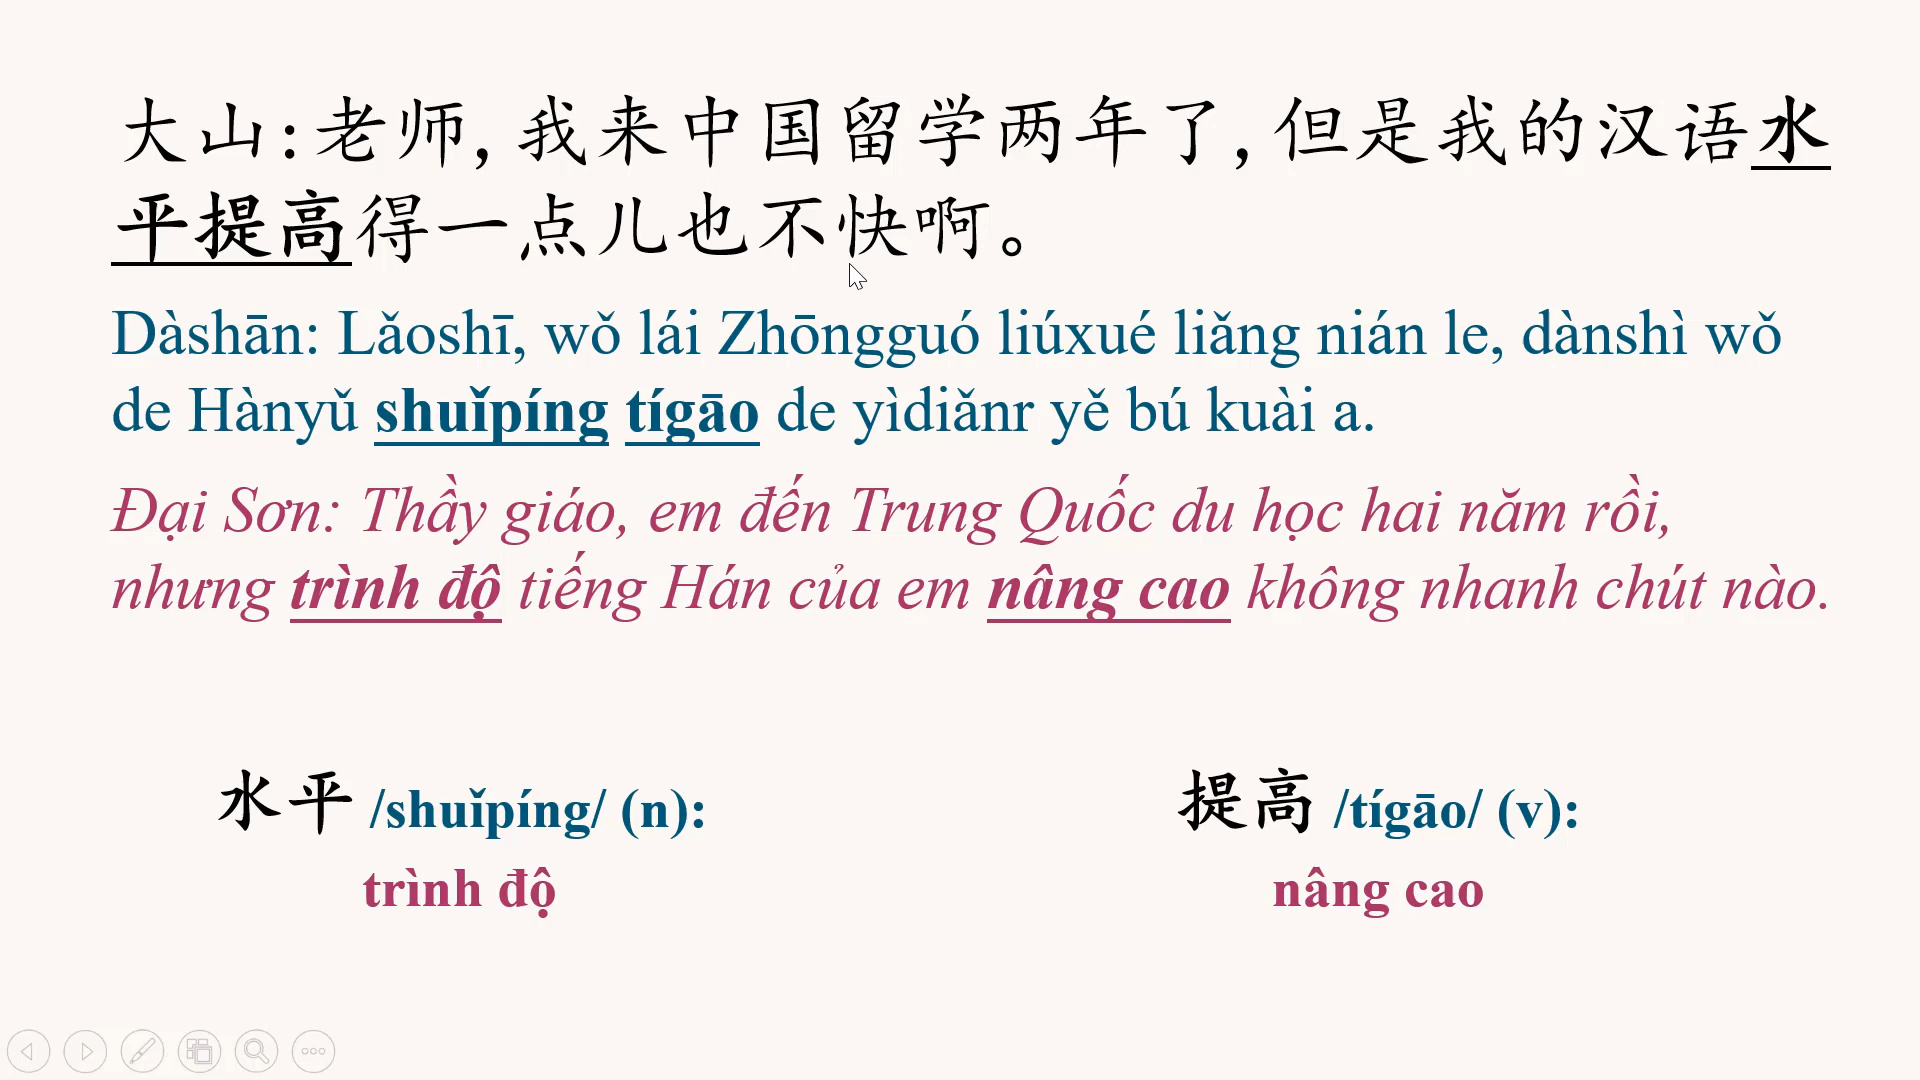 大山:老师,我来中国留学两年了,但是我的汉语水
平提高得一点儿也不快啊。
Dàshān: Lǎoshī, wǒ lái Zhōngguó liúxué liǎng nián le, dànshì wǒ
de Hànyǔ shuǐpíng tígāo de yìdiǎnr yě bú kuài a.
Đại Sơn: Thầy giáo, em đến Trung Quốc du học hai năm rồi,
nhưng trình độ tiếng Hán của em nâng cao không nhanh chút nào.
水平 /shuǐpíng/ (n):
trình độ
提高 /tígāo/ (v):
nâng cao